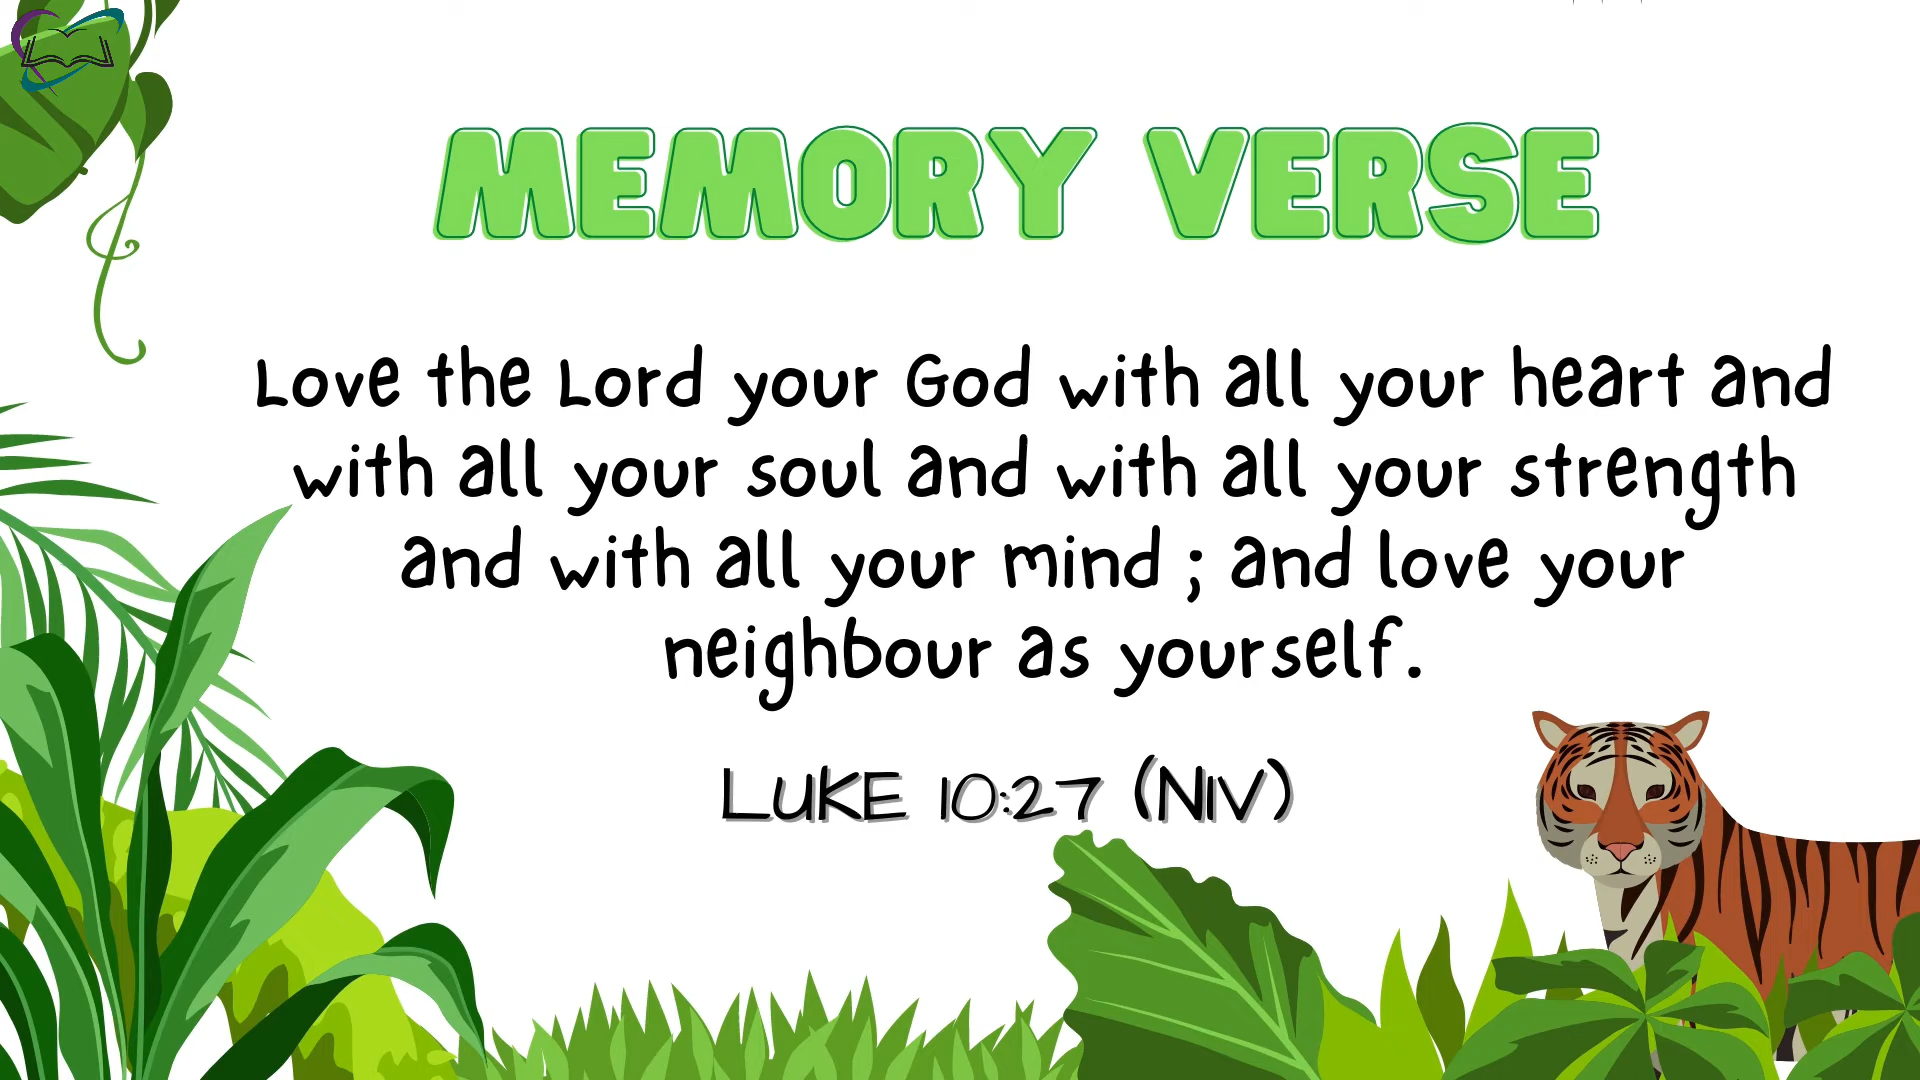 MEMORY VERSE
Love the Lord your God with all your heart and
with all your soul and with all your strength
and with all your mind ; and love your
neighbour as yourself.
LUKE 10:27 (NIV)